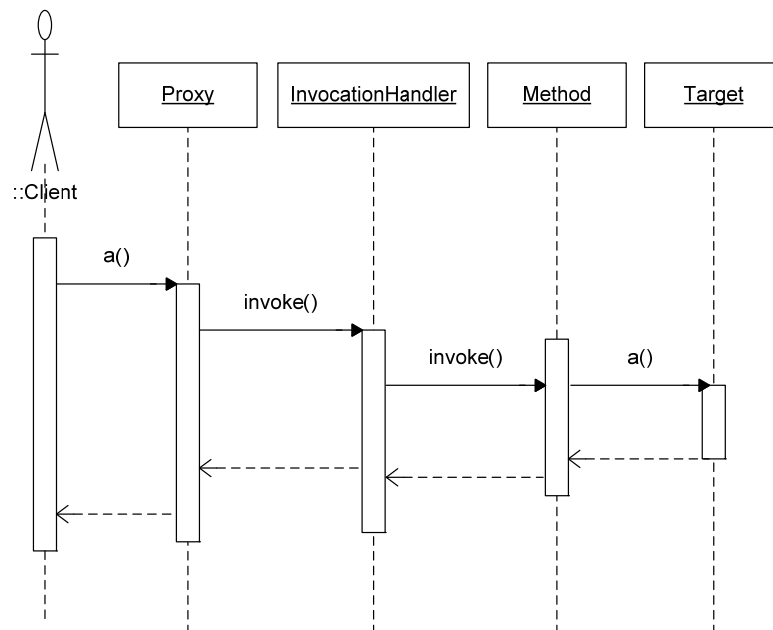 Proxy
InvocationHandler
Method
Target
::Client
a()
invoke()
invoke()
a()